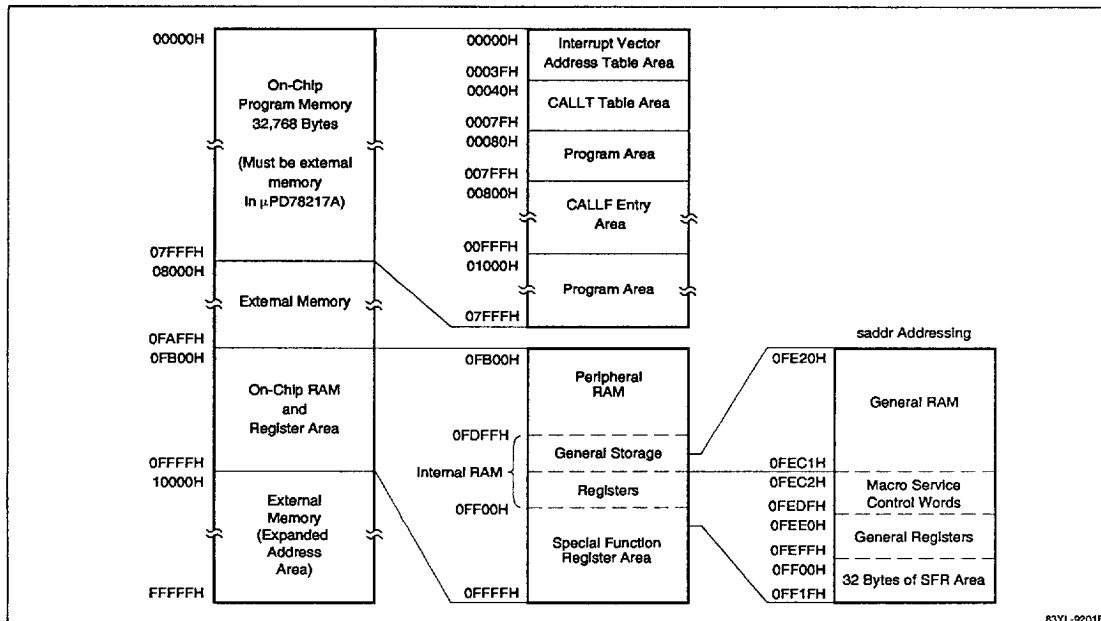 00000H
On-Chip
Program Memory
32,768 Bytes
(Must be external
memory
in µPD78217A)
07FFFH
08000H
External Memory
0FAFFH
0FB00H
On-Chip RAM
and
Register Area
0FFFFH
10000H
External
Memory
(Expanded
Address
Area)
FFFFFH
00000H
Interrupt Vector
Address Table Area
0003FH
00040H
CALLT Table Area
0007FH
00080H
Program Area
007FFH
00800H
CALLF Entry
Area
00FFFH
01000H
Program Area
07FFFH
0FB00H
Peripheral
RAM
0FDFFH
General Storage
Internal RAM
Registers
0FF00H
Special Function
Register Area
0FFFFH
saddr Addressing
0FE20H
General RAM
0FEC1H
0FEC2H
Macro Service
Control Words
0FEDFH
0FEE0H
General Registers
0FEFFH
0FF00H
32 Bytes of SFR Area
0FF1FH
83YL-9201B